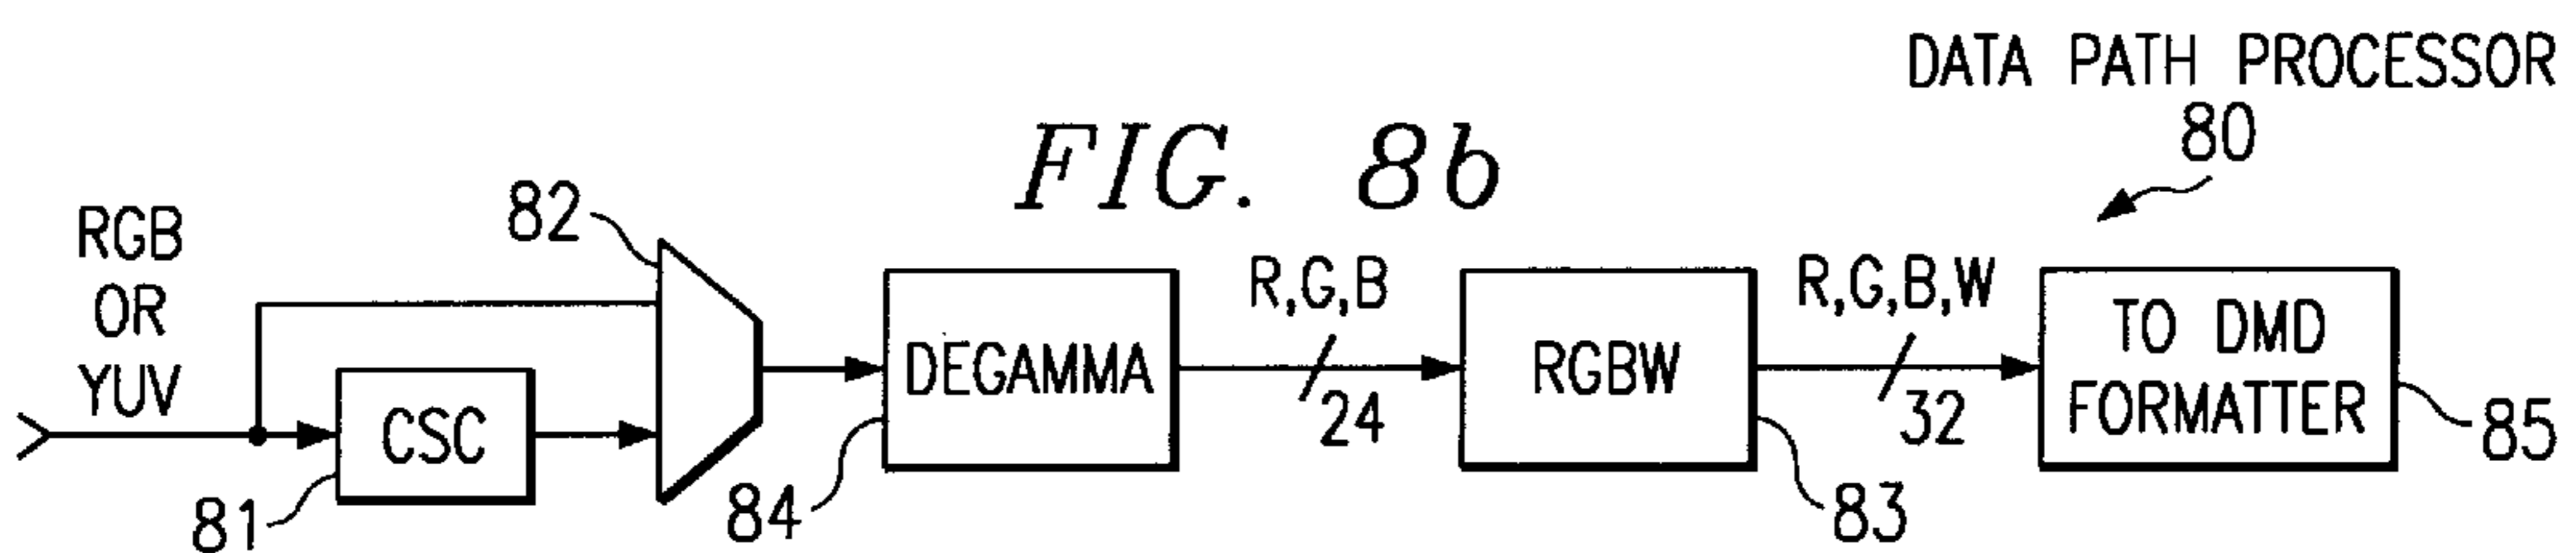 DATA PATH PROCESSOR
80
FIG. 8b
RGB
OR
YUV
82
CSC
81
DEGAMMA
84
R,G,B
24
RGBW
83
R,G,B,W
32
TO DMD
FORMATTER
85